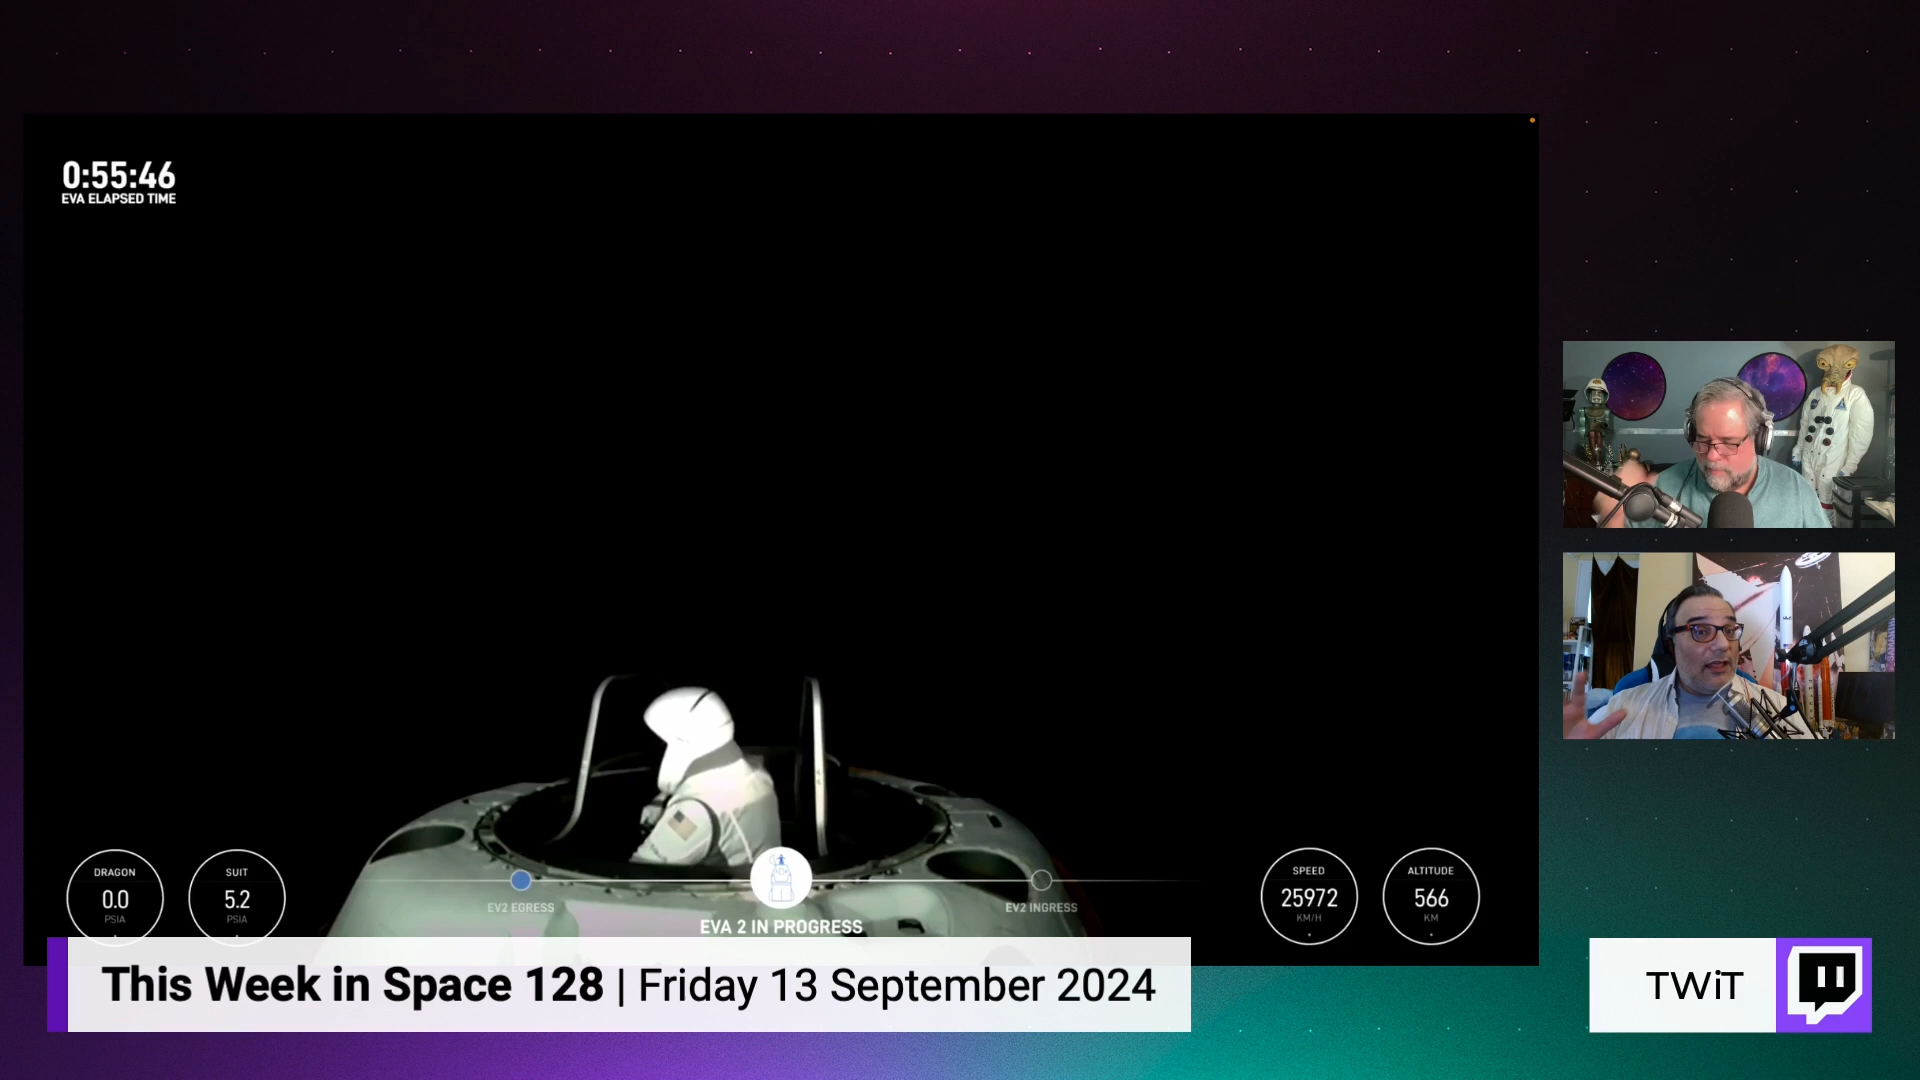 0:55:46
EVA ELAPSED TIME
DRAGON
0.0
PSIA
SUIT
5.2
PSIA
EV2 EGRESS
EVA 2 IN PROGRESS
EV2 INGRESS
SPEED
25972
KM/H
ALTITUDE
566
KM
This Week in Space 128 | Friday 13 September 2024
TWiT